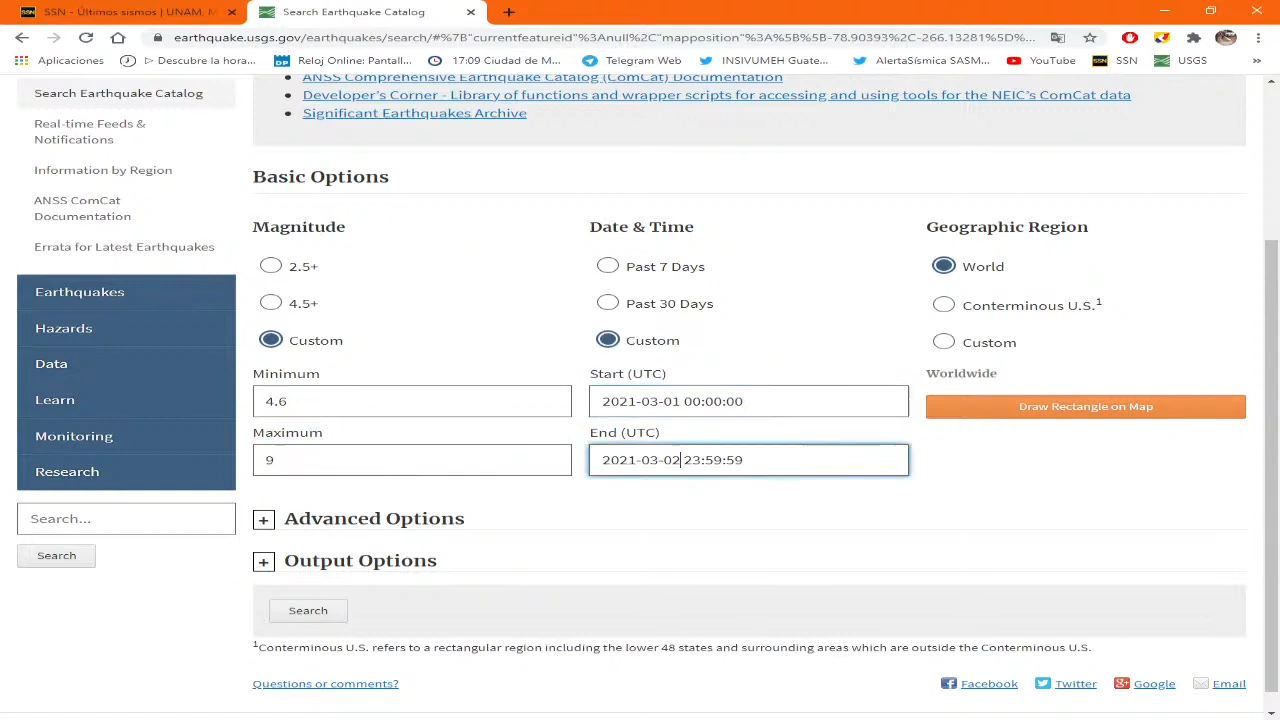 SSN - Últimos sismos | UNAM, M
Search Earthquake Catalog
earthquake.usgs.gov/earthquakes/search/#%7B"currentfeatureid"%3Anull%2C"mapposition"%3A%5B%5B-78.90393%2C-266.13281%5D%...
Aplicaciones
▷ Descubre la hora...
DP Reloj Online: Pantall...
17:09 Ciudad de M...
Telegram Web
INSIVUMEH Guate...
AlertaSísmica SASM...
YouTube
SSN SSN
USGS
»
Search Earthquake Catalog
Real-time Feeds &
Notifications
Information by Region
ANSS ComCat
Documentation
Errata for Latest Earthquakes
Earthquakes
Hazards
Data
Learn
Monitoring
Research
Search...
Search
ANSS Comprehensive Earthquake Catalog (ComCat) Documentation
Developer's Corner - Library of functions and wrapper scripts for accessing and using tools for the NEIC's ComCat data
Significant Earthquakes Archive
Basic Options
Magnitude
2.5+
4.5+
Custom
Minimum
4.6
Maximum
9
Date & Time
Past 7 Days
Past 30 Days
Custom
Start (UTC)
2021-03-01 00:00:00
End (UTC)
2021-03-02 23:59:59
Geographic Region
World
Conterminous U.S.1
Custom
Worldwide
Draw Rectangle on Map
+ Advanced Options
+ Output Options
Search
1Conterminous U.S. refers to a rectangular region including the lower 48 states and surrounding areas which are outside the Conterminous U.S.
Questions or comments?
Facebook
Twitter
Google
Email